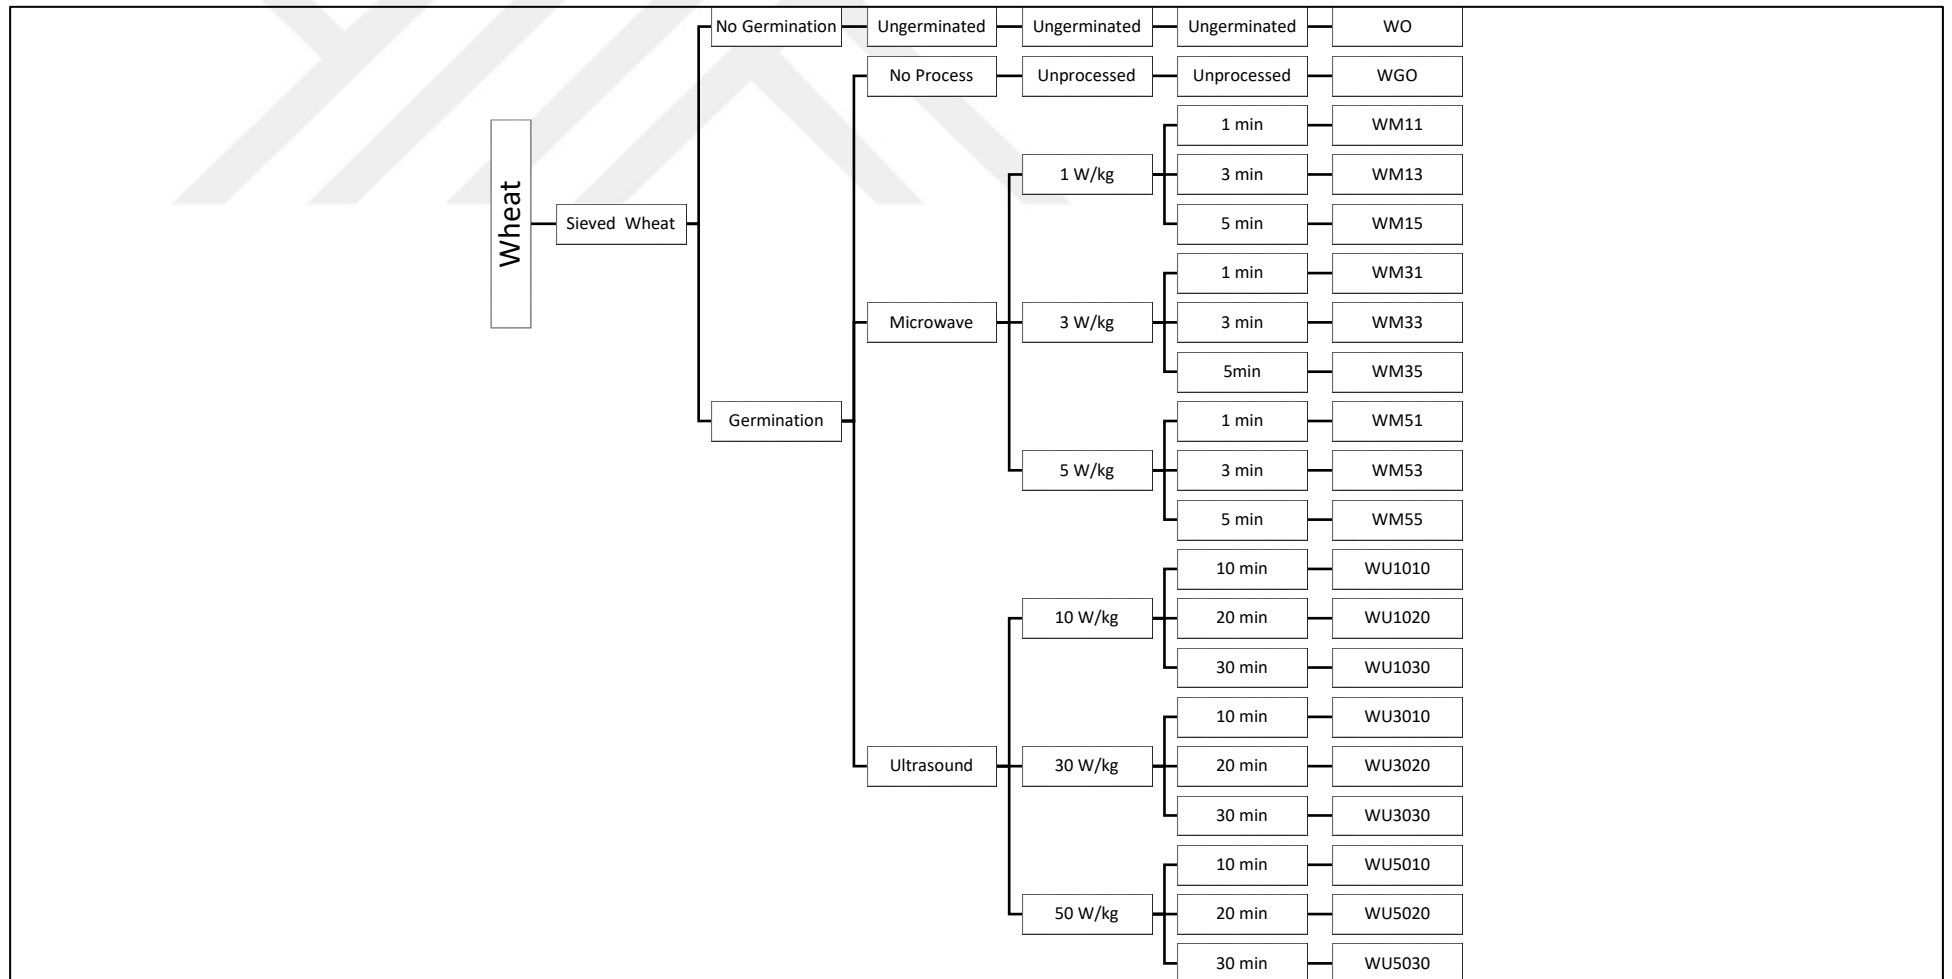 Wheat
Sieved Wheat
No Germination
Ungerminated
Ungerminated
Ungerminated
WO
Germination
No Process
Unprocessed
Unprocessed
WGO
Microwave
1 W/kg
1 min
WM11
3 min
WM13
5 min
WM15
3 W/kg
1 min
WM31
3 min
WM33
5min
WM35
5 W/kg
1 min
WM51
3 min
WM53
5 min
WM55
Ultrasound
10 W/kg
10 min
WU1010
20 min
WU1020
30 min
WU1030
30 W/kg
10 min
WU3010
20 min
WU3020
30 min
WU3030
50 W/kg
10 min
WU5010
20 min
WU5020
30 min
WU5030